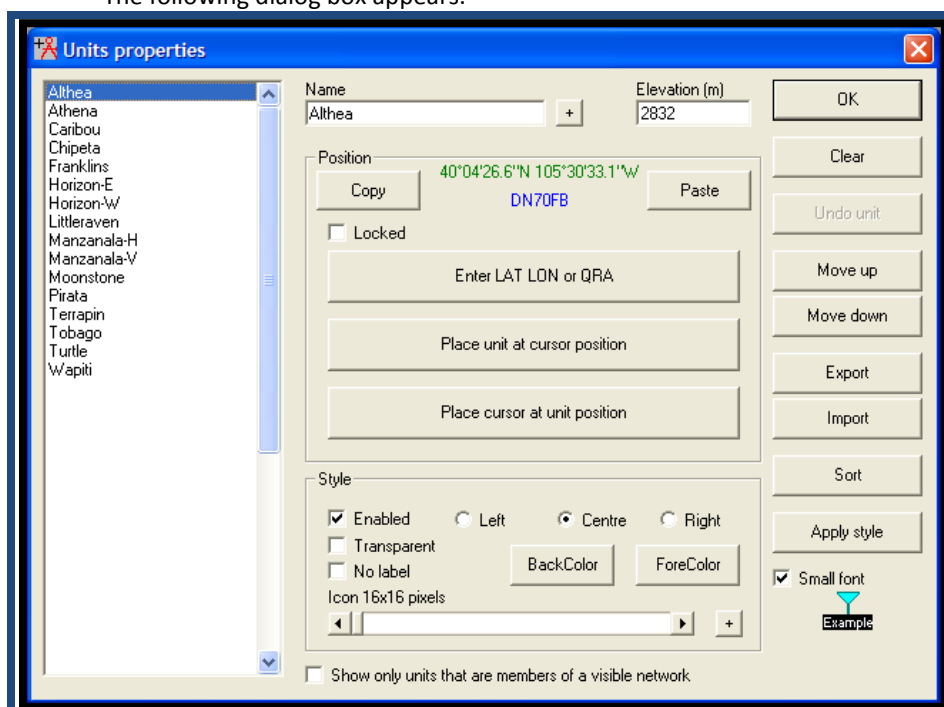 The following dialog box appears:
Units properties
Althea
Athena
Caribou
Chipeta
Franklins
Horizon-E
Horizon-W
Littleraven
Manzanala-H
Manzanala-V
Moonstone
Pirata
Terrapin
Tobago
Turtle
Wapiti
Name
Althea
+
Elevation (m)
2832
Position
Copy
40°04'26.6''N 105°30'33.1''W
DN70FB
Paste
Locked
Enter LAT LON or QRA
Place unit at cursor position
Place cursor at unit position
Style
Enabled
Left
Centre
Right
Transparent
No label
BackColor
ForeColor
Icon 16x16 pixels
+
Show only units that are members of a visible network
OK
Clear
Undo unit
Move up
Move down
Export
Import
Sort
Apply style
Small font
Example